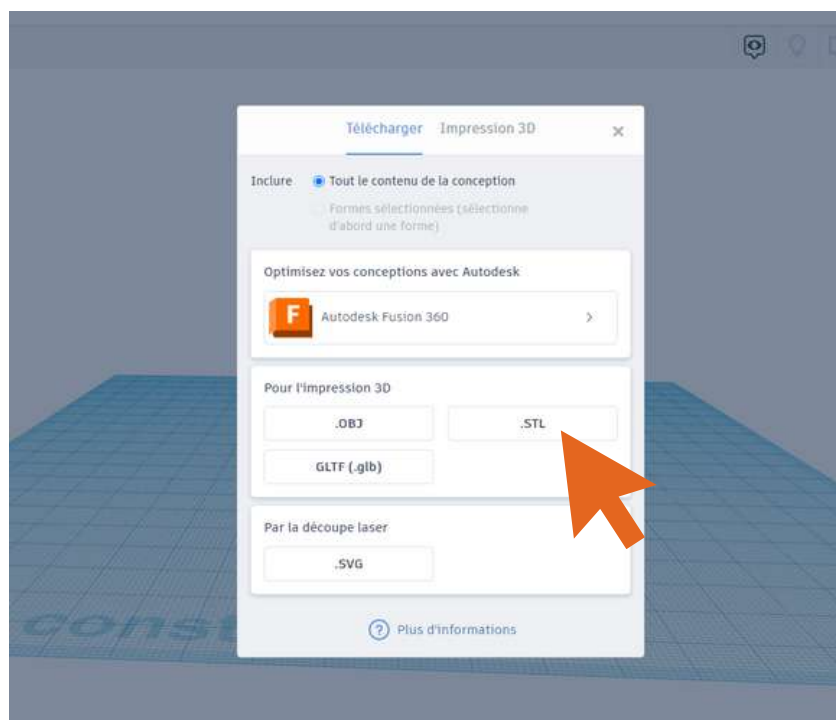 Télécharger Impression 3D
Inclure Tout le contenu de la conception
Formes sélectionnées (sélectionne
d'abord une forme)
Optimisez vos conceptions avec Autodesk
F Autodesk Fusion 360
Pour l'impression 3D
.OBJ .STL
GLTF (.glb)
Par la découpe laser
.SVG
const
? Plus d'informations